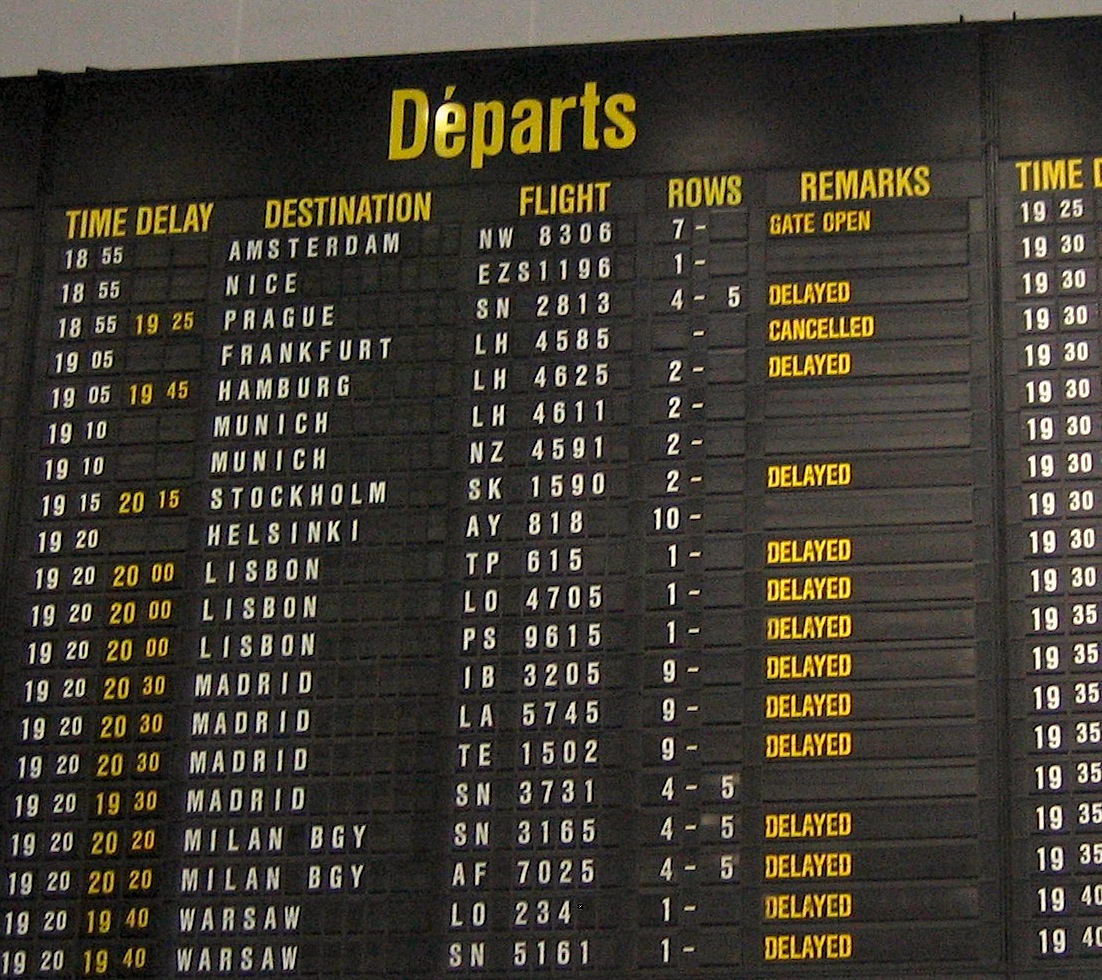 Départs
TIME DELAY DESTINATION FLIGHT ROWS REMARKS TIME
18 55 AMSTERDAM NW 8306 7 - GATE OPEN 19 25
18 55 NICE EZS1196 1 - 19 30
18 55 19 25 PRAGUE SN 2813 4 - 5 DELAYED 19 30
19 05 FRANKFURT LH 4585 - CANCELLED 19 30
19 05 19 45 HAMBURG LH 4625 2 - DELAYED 19 30
19 10 MUNICH LH 4611 2 - 19 30
19 10 MUNICH NZ 4591 2 - 19 30
19 15 20 15 STOCKHOLM SK 1590 2 - DELAYED 19 30
19 20 HELSINKI AY 818 10 - 19 30
19 20 20 00 LISBON TP 615 1 - DELAYED 19 30
19 20 20 00 LISBON LO 4705 1 - DELAYED 19 30
19 20 20 00 LISBON PS 9615 1 - DELAYED 19 35
19 20 20 30 MADRID IB 3205 9 - DELAYED 19 35
19 20 20 30 MADRID LA 5745 9 - DELAYED 19 35
19 20 20 30 MADRID TE 1502 9 - DELAYED 19 35
19 20 19 30 MADRID SN 3731 4 - 5 19 35
19 20 20 20 MILAN BGY SN 3165 4 - 5 DELAYED 19 35
19 20 20 20 MILAN BGY AF 7025 4 - 5 DELAYED 19 35
19 20 19 40 WARSAW LO 234 1 - DELAYED 19 40
19 20 19 40 WARSAW SN 5161 1 - DELAYED 19 40